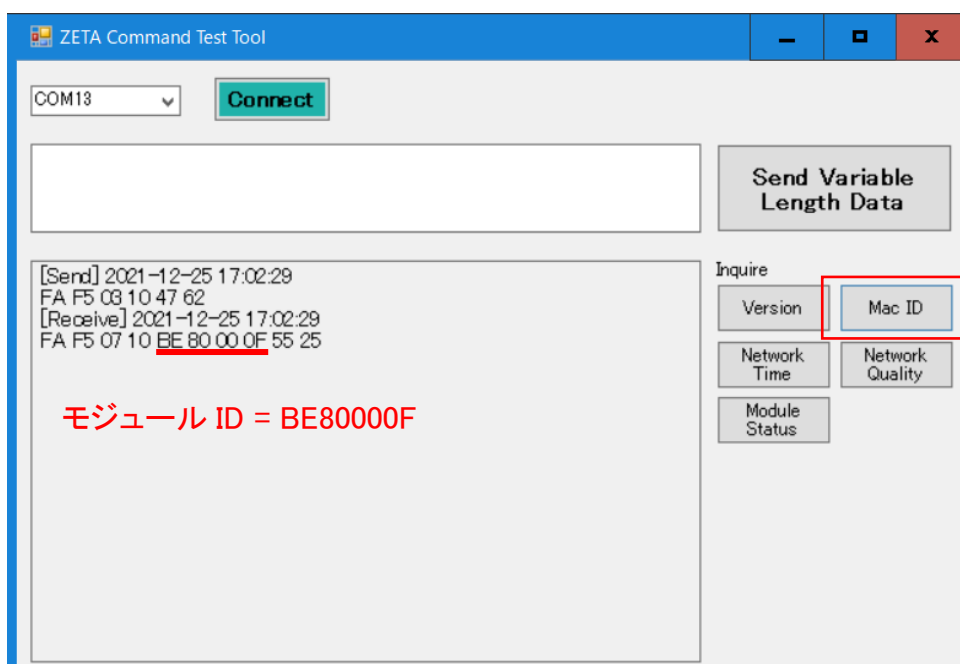 ZETA Command Test Tool
COM13
Connect
Send Variable
Length Data
[Send] 2021-12-25 17:02:29
FA F5 03 10 47 62
[Receive] 2021-12-25 17:02:29
FA F5 07 10 BE 80 00 0F 55 25
モジュール ID = BE80000F
Inquire
Version
Mac ID
Network
Time
Network
Quality
Module
Status